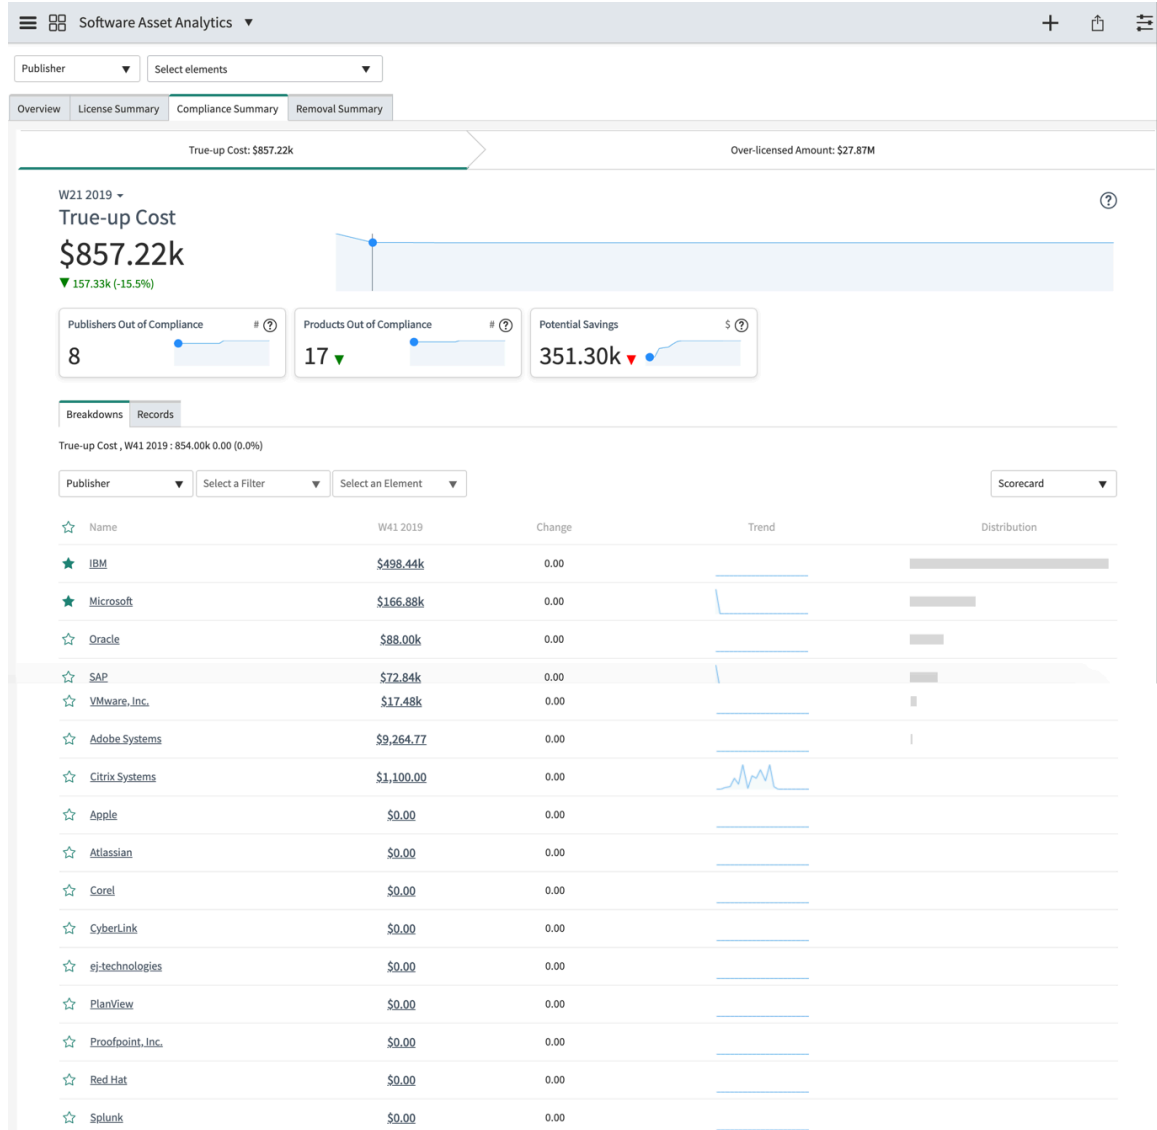 Software Asset Analytics ▼
Publisher ▼ Select elements ▼
Overview License Summary Compliance Summary Removal Summary
True-up Cost: $857.22k Over-licensed Amount: $27.87M
W21 2019
True-up Cost
$857.22k
▼ 157.33k (-15.5%)
Publishers Out of Compliance #
8
Products Out of Compliance #
17 ▼
Potential Savings $
351.30k ▼
Breakdowns Records
True-up Cost , W41 2019 : 854.00k 0.00 (0.0%)
Publisher ▼ Select a Filter ▼ Select an Element ▼ Scorecard ▼
Name W41 2019 Change Trend Distribution
IBM $498.44k 0.00
Microsoft $166.88k 0.00
Oracle $88.00k 0.00
SAP $72.84k 0.00
VMware, Inc. $17.48k 0.00
Adobe Systems $9,264.77 0.00
Citrix Systems $1,100.00 0.00
Apple $0.00 0.00
Atlassian $0.00 0.00
Corel $0.00 0.00
CyberLink $0.00 0.00
ej-technologies $0.00 0.00
PlanView $0.00 0.00
Proofpoint, Inc. $0.00 0.00
Red Hat $0.00 0.00
Splunk $0.00 0.00